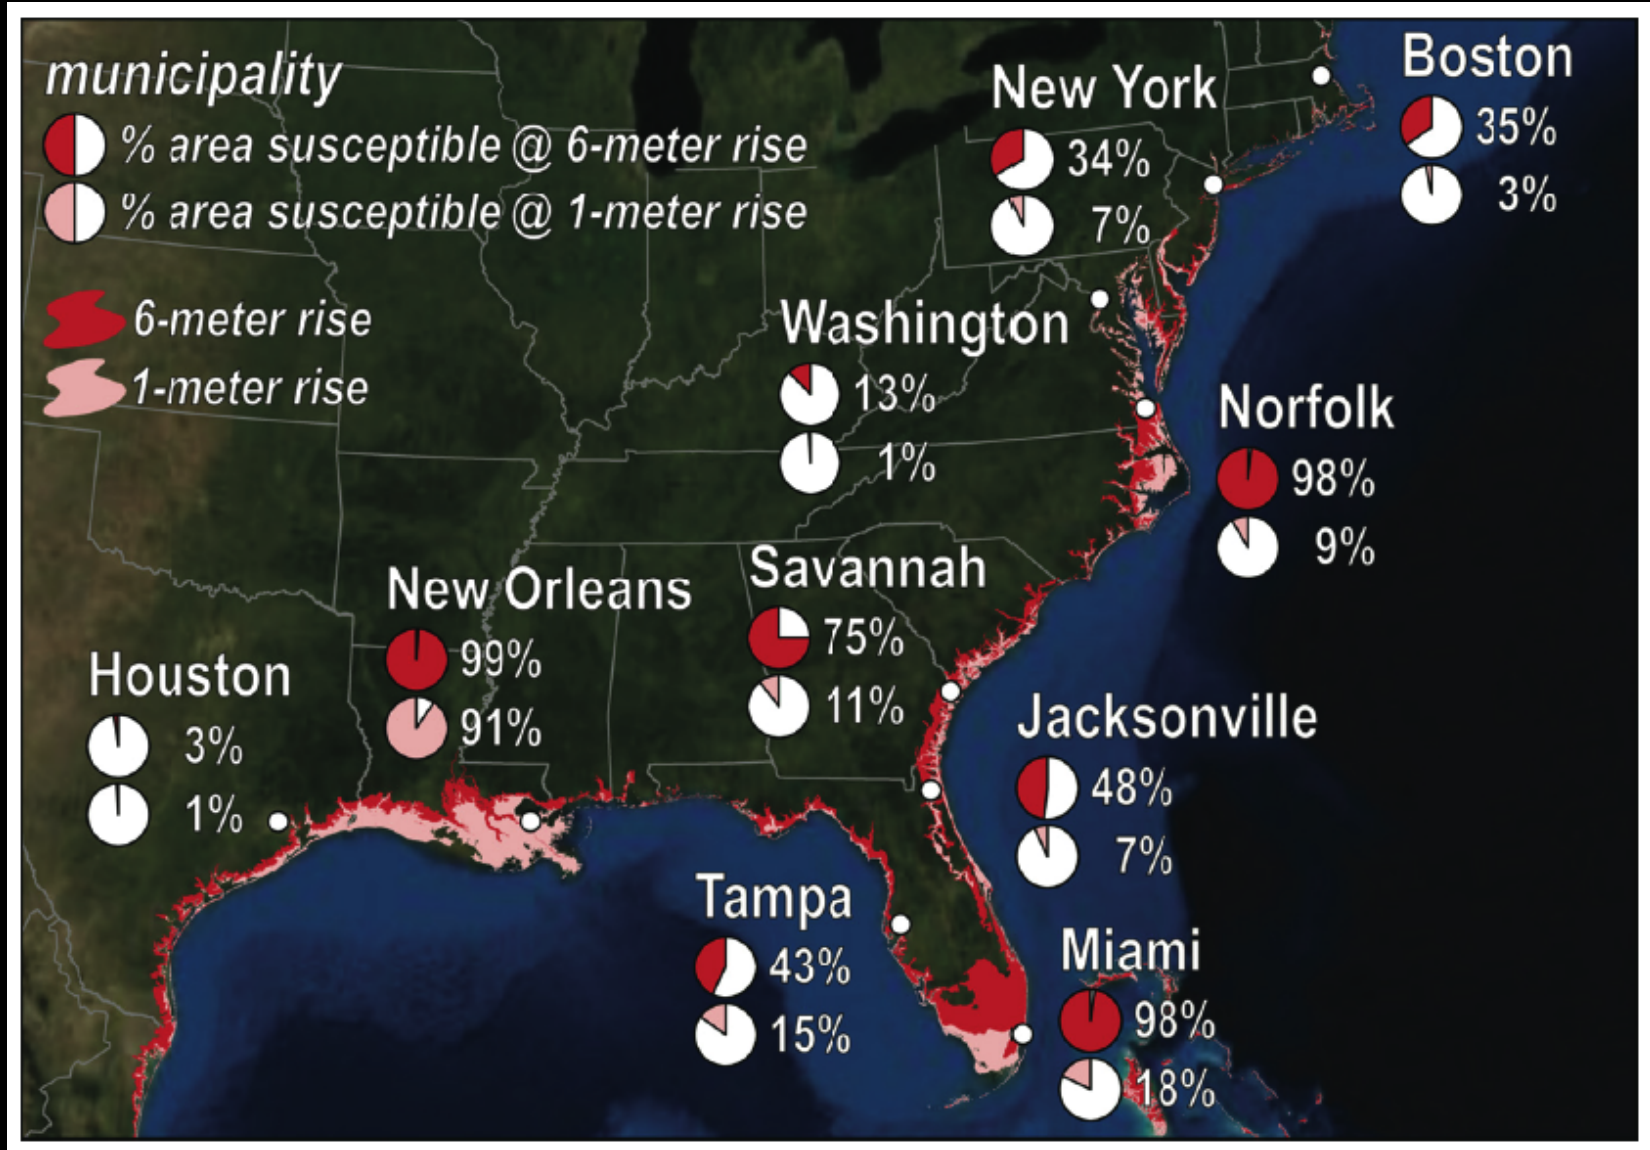 municipality
% area susceptible @ 6-meter rise
% area susceptible @ 1-meter rise
6-meter rise
1-meter rise
Boston
35%
3%
New York
34%
7%
Washington
13%
1%
Norfolk
98%
9%
Savannah
75%
11%
New Orleans
99%
91%
Houston
3%
1%
Jacksonville
48%
7%
Tampa
43%
15%
Miami
98%
18%